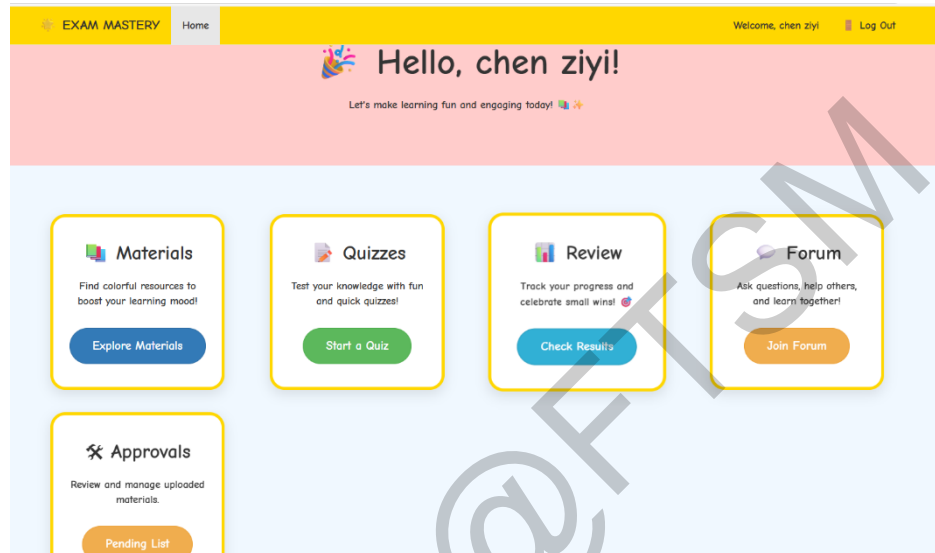 EXAM MASTERY
Home
Welcome, chen ziyi
Log Out
Hello, chen ziyi!
Let's make learning fun and engaging today!
Materials
Find colorful resources to
boost your learning mood!
Explore Materials
Quizzes
Test your knowledge with fun
and quick quizzes!
Start a Quiz
Review
Track your progress and
celebrate small wins!
Check Results
Forum
Ask questions, help others,
and learn together!
Join Forum
Approvals
Review and manage uploaded
materials.
Pending List
@FTSM